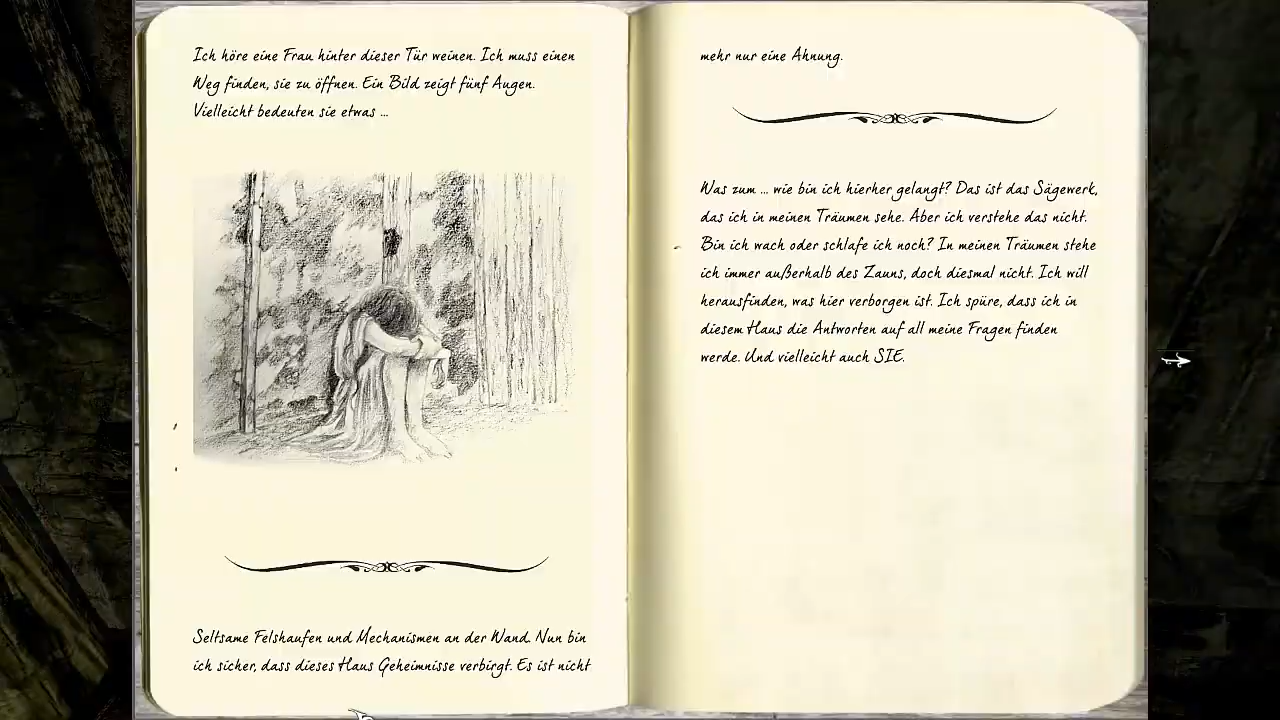 Ich höre eine Frau hinter dieser Tür weinen. Ich muss einen
Weg finden, sie zu öffnen. Ein Bild zeigt fünf Augen.
Vielleicht bedeuten sie etwas ...
Seltsame Felshaufen und Mechanismen an der Wand. Nun bin
ich sicher, dass dieses Haus Geheimnisse verbirgt. Es ist nicht
mehr nur eine Ahnung.
Was zum ... wie bin ich hierher gelangt? Das ist das Sägewerk,
das ich in meinen Träumen sehe. Aber ich verstehe das nicht.
Bin ich wach oder schlafe ich noch? In meinen Träumen stehe
ich immer außerhalb des Zauns, doch diesmal nicht. Ich will
herausfinden, was hier verborgen ist. Ich spüre, dass ich in
diesem Haus die Antworten auf all meine Fragen finden
werde. Und vielleicht auch SIE.